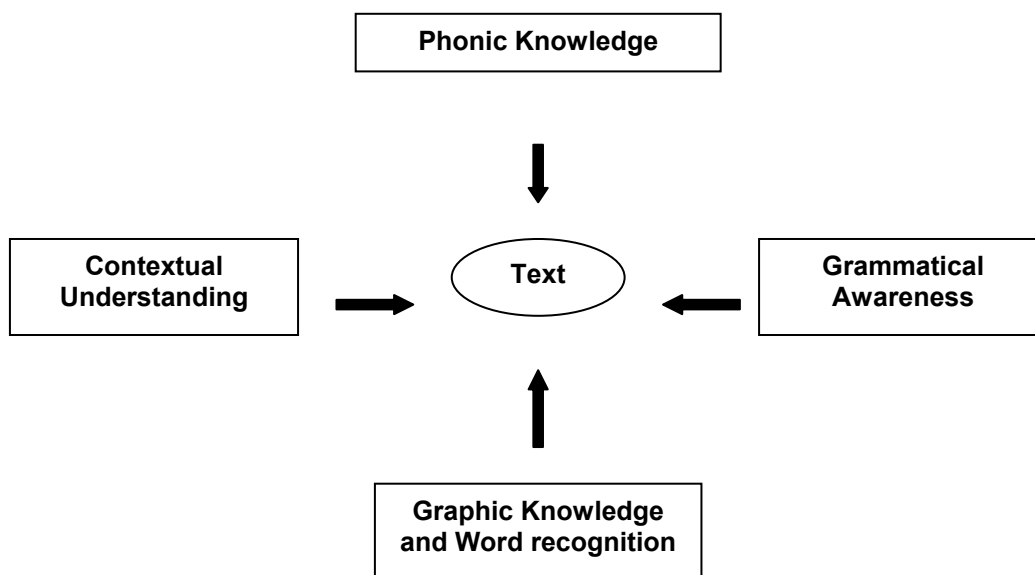 Phonic Knowledge
Contextual
Understanding
Text
Grammatical
Awareness
Graphic Knowledge
and Word recognition